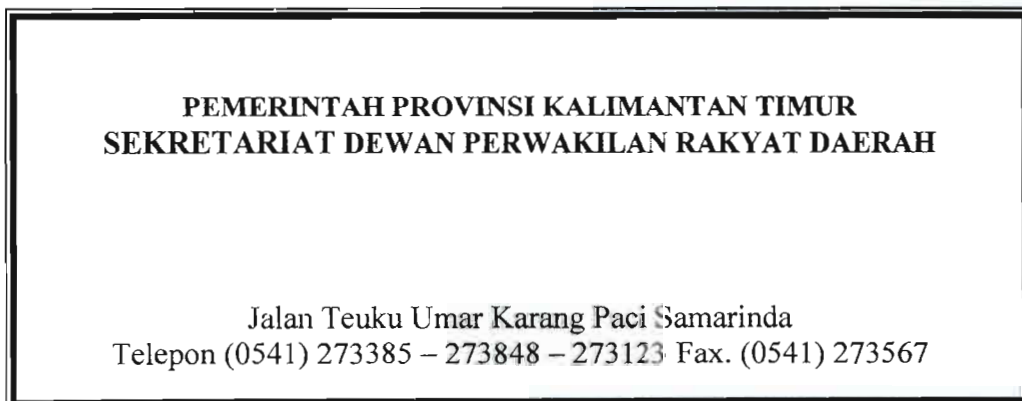 PEMERINTAH PROVINSI KALIMANTAN TIMUR
SEKRETARIAT DEWAN PERWAKILAN RAKYAT DAERAH
Jalan Teuku Umar Karang Paci Samarinda
Telepon (0541) 273385 – 273848 – 273123 Fax. (0541) 273567